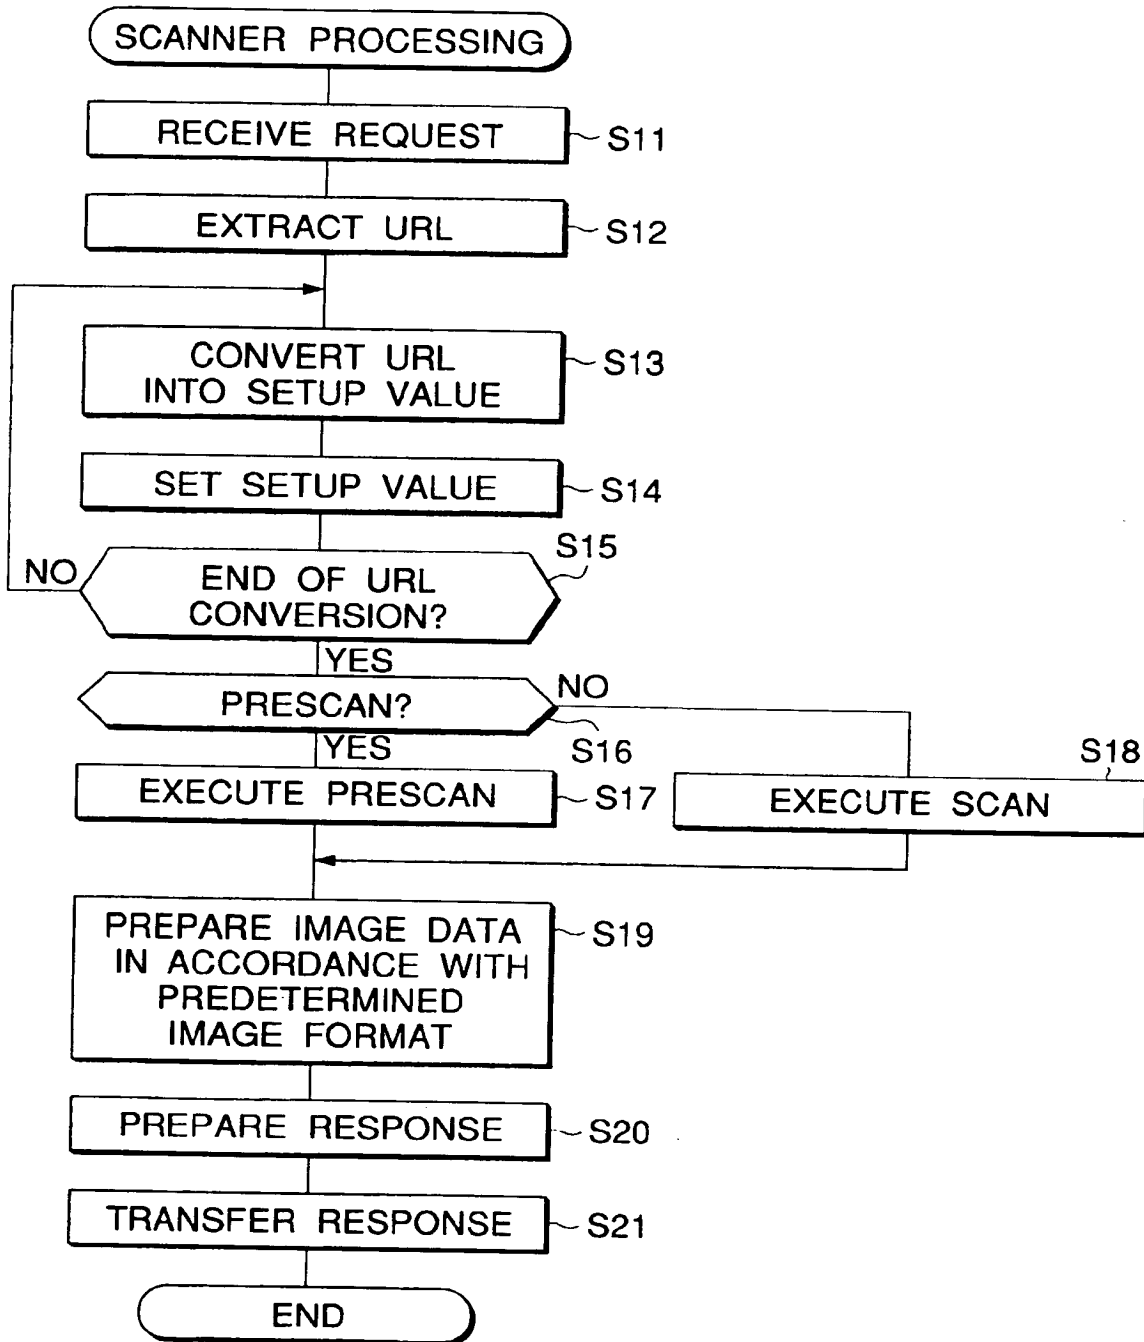 SCANNER PROCESSING
RECEIVE REQUEST
S11
EXTRACT URL
S12
CONVERT URL
INTO SETUP VALUE
S13
SET SETUP VALUE
S14
S15
NO
END OF URL
CONVERSION?
YES
PRESCAN?
NO
S16
YES
EXECUTE PRESCAN
S17
S18
EXECUTE SCAN
PREPARE IMAGE DATA
IN ACCORDANCE WITH
PREDETERMINED
IMAGE FORMAT
S19
PREPARE RESPONSE
S20
TRANSFER RESPONSE
S21
END